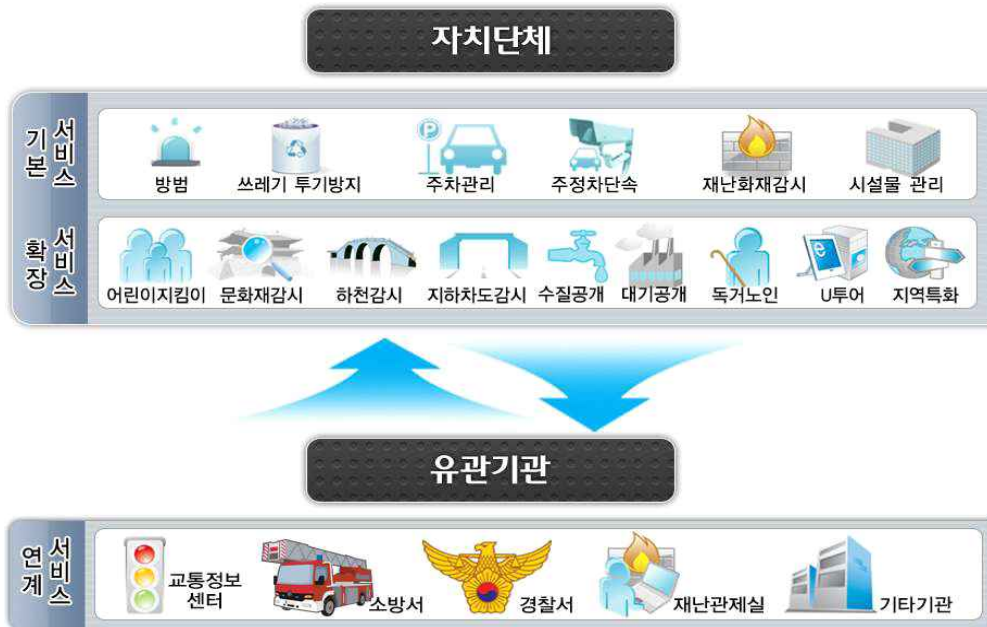 자치단체
기본 서비스
방범
쓰레기 투기방지
주차관리
주정차단속
재난화재감시
시설물 관리
확장 서비스
어린이지킴이
문화재감시
하천감시
지하차도감시
수질공개
대기공개
독거노인
U투어
지역특화
유관기관
연계 서비스
교통정보
센터
소방서
경찰서
재난관제실
기타기관